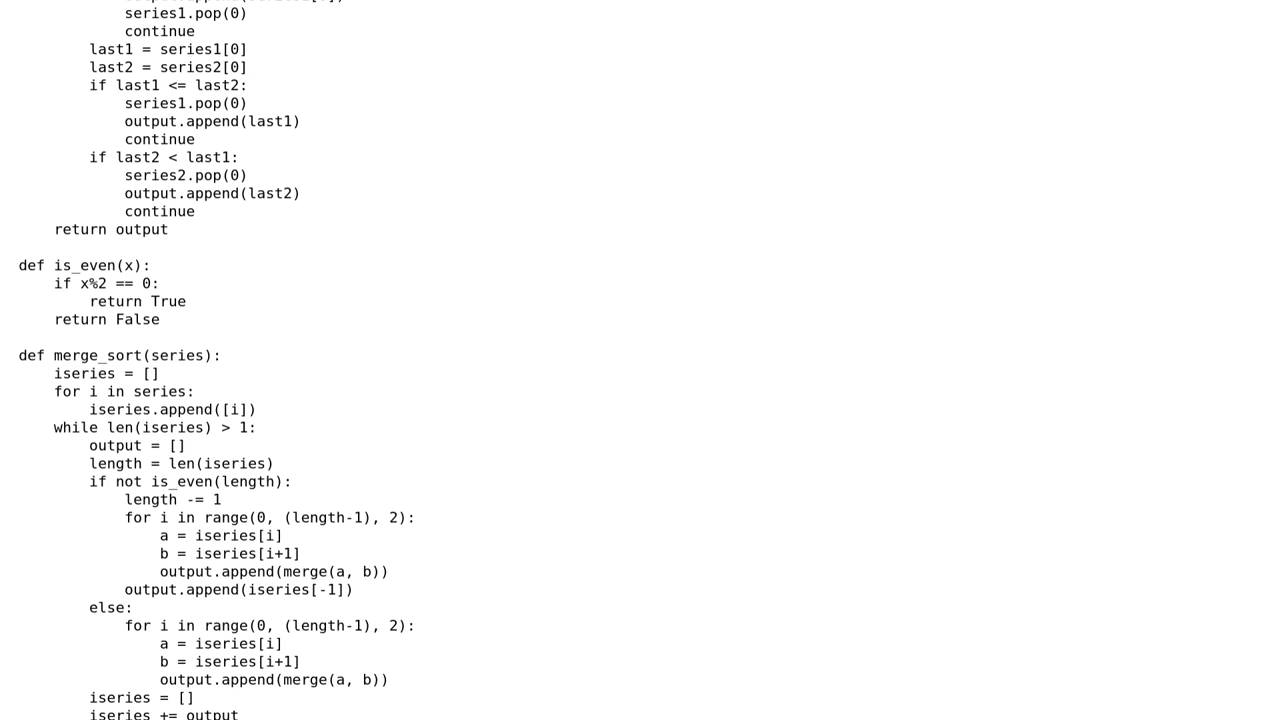 series1.pop(0)
            continue
        last1 = series1[0]
        last2 = series2[0]
        if last1 <= last2:
            series1.pop(0)
            output.append(last1)
            continue
        if last2 < last1:
            series2.pop(0)
            output.append(last2)
            continue
    return output

def is_even(x):
    if x%2 == 0:
        return True
    return False

def merge_sort(series):
    iseries = []
    for i in series:
        iseries.append([i])
    while len(iseries) > 1:
        output = []
        length = len(iseries)
        if not is_even(length):
            length -= 1
            for i in range(0, (length-1), 2):
                a = iseries[i]
                b = iseries[i+1]
                output.append(merge(a, b))
            output.append(iseries[-1])
        else:
            for i in range(0, (length-1), 2):
                a = iseries[i]
                b = iseries[i+1]
                output.append(merge(a, b))
        iseries = []
        iseries += output